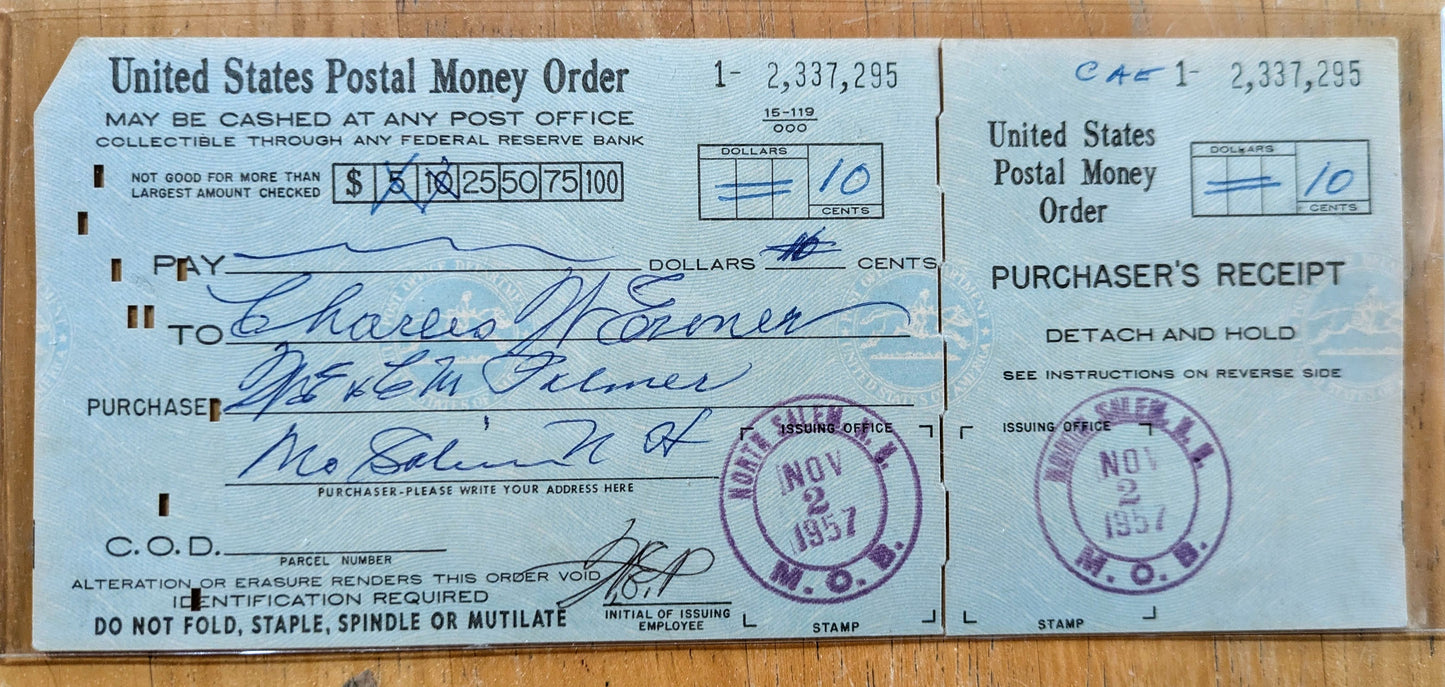 United States Postal Money Order
1- 2,337,295
MAY BE CASHED AT ANY POST OFFICE
COLLECTIBLE THROUGH ANY FEDERAL RESERVE BANK
15-119
000
NOT GOOD FOR MORE THAN
LARGEST AMOUNT CHECKED
$ 5 10 25 50 75 100
DOLLARS
10
CENTS
PAY DOLLARS 10 CENTS
TO Charles W
PURCHASER
N H
PURCHASER-PLEASE WRITE YOUR ADDRESS HERE
C.O.D.
PARCEL NUMBER
ALTERATION OR ERASURE RENDERS THIS ORDER VOID
IDENTIFICATION REQUIRED
DO NOT FOLD, STAPLE, SPINDLE OR MUTILATE
INITIAL OF ISSUING
EMPLOYEE
ISSUING OFFICE
NORTH SALEM, N. H.
NOV
2
1957
M. O. B.
STAMP
CAE 1- 2,337,295
United States
Postal Money
Order
DOLLARS
10
CENTS
PURCHASER'S RECEIPT
DETACH AND HOLD
SEE INSTRUCTIONS ON REVERSE SIDE
ISSUING OFFICE
NORTH SALEM, N. H.
NOV
2
1957
M. O. B.
STAMP